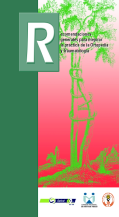 Recomendaciones
generales para mejorar
la práctica de la Ortopedia
y Traumatología